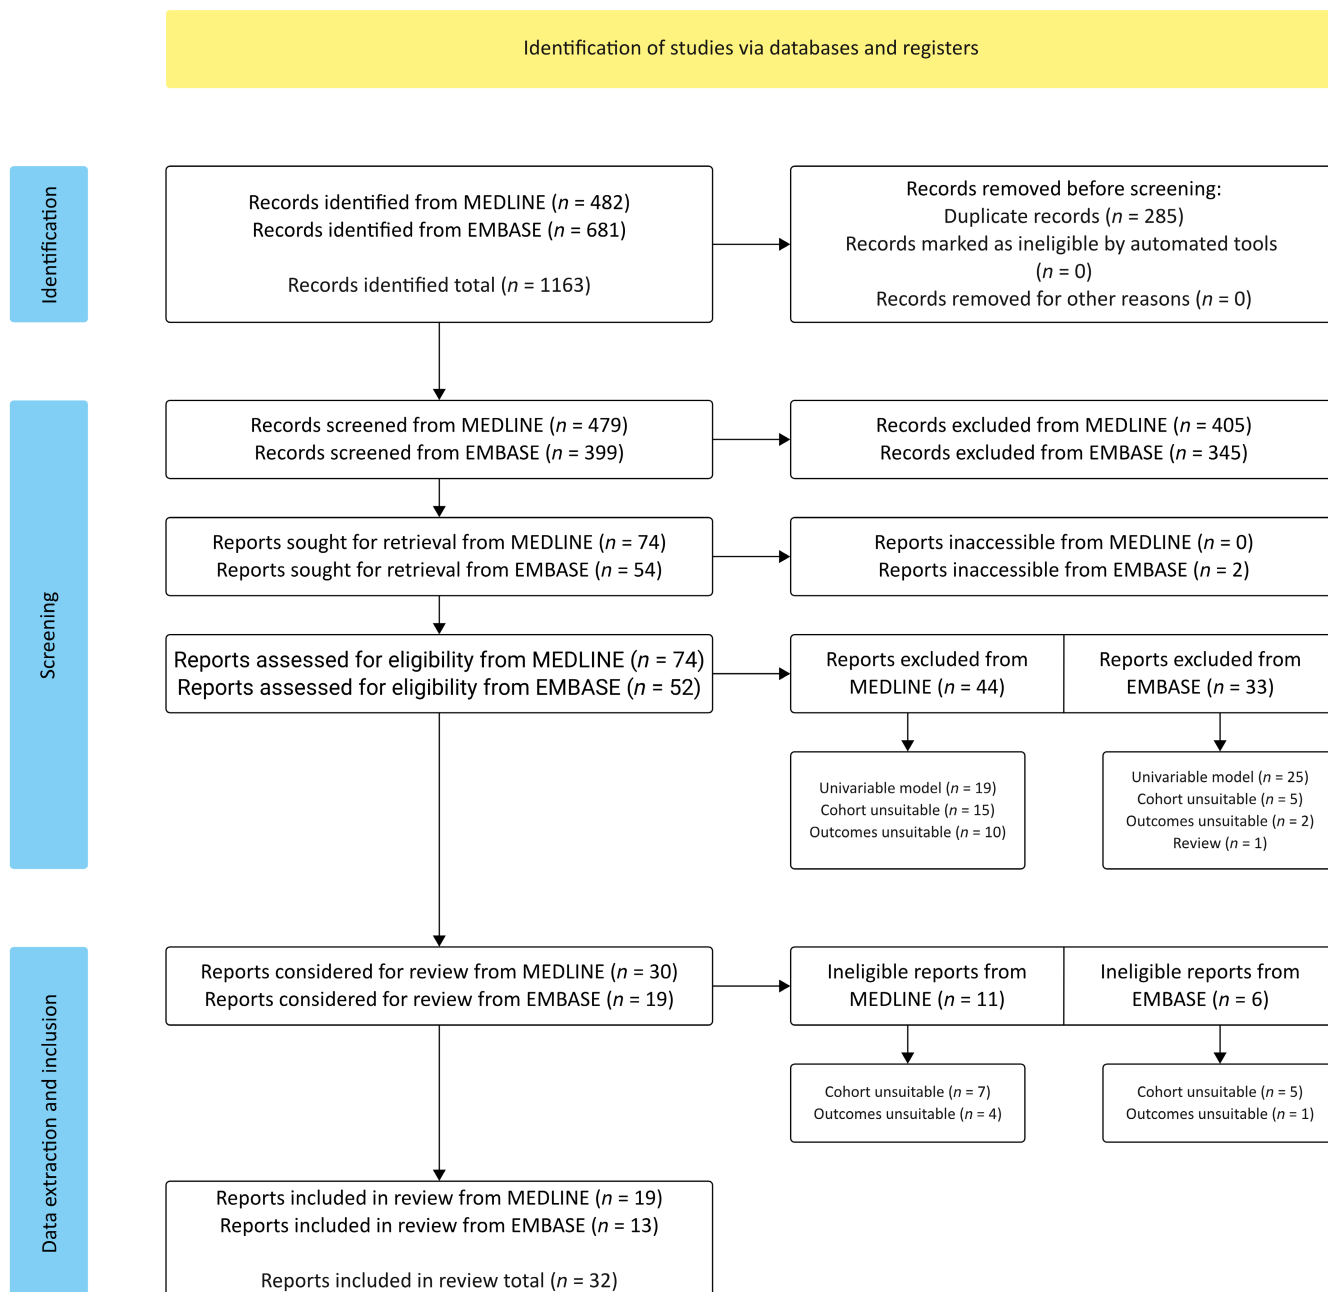 Identification of studies via databases and registers
Identification
Records identified from MEDLINE (n = 482)
Records identified from EMBASE (n = 681)
Records identified total (n = 1163)
Records removed before screening:
Duplicate records (n = 285)
Records marked as ineligible by automated tools
(n = 0)
Records removed for other reasons (n = 0)
Screening
Records screened from MEDLINE (n = 479)
Records screened from EMBASE (n = 399)
Records excluded from MEDLINE (n = 405)
Records excluded from EMBASE (n = 345)
Reports sought for retrieval from MEDLINE (n = 74)
Reports sought for retrieval from EMBASE (n = 54)
Reports inaccessible from MEDLINE (n = 0)
Reports inaccessible from EMBASE (n = 2)
Reports assessed for eligibility from MEDLINE (n = 74)
Reports assessed for eligibility from EMBASE (n = 52)
Reports excluded from
MEDLINE (n = 44)
Reports excluded from
EMBASE (n = 33)
Univariable model (n = 19)
Cohort unsuitable (n = 15)
Outcomes unsuitable (n = 10)
Univariable model (n = 25)
Cohort unsuitable (n = 5)
Outcomes unsuitable (n = 2)
Review (n = 1)
Data extraction and inclusion
Reports considered for review from MEDLINE (n = 30)
Reports considered for review from EMBASE (n = 19)
Ineligible reports from
MEDLINE (n = 11)
Ineligible reports from
EMBASE (n = 6)
Cohort unsuitable (n = 7)
Outcomes unsuitable (n = 4)
Cohort unsuitable (n = 5)
Outcomes unsuitable (n = 1)
Reports included in review from MEDLINE (n = 19)
Reports included in review from EMBASE (n = 13)
Reports included in review total (n = 32)